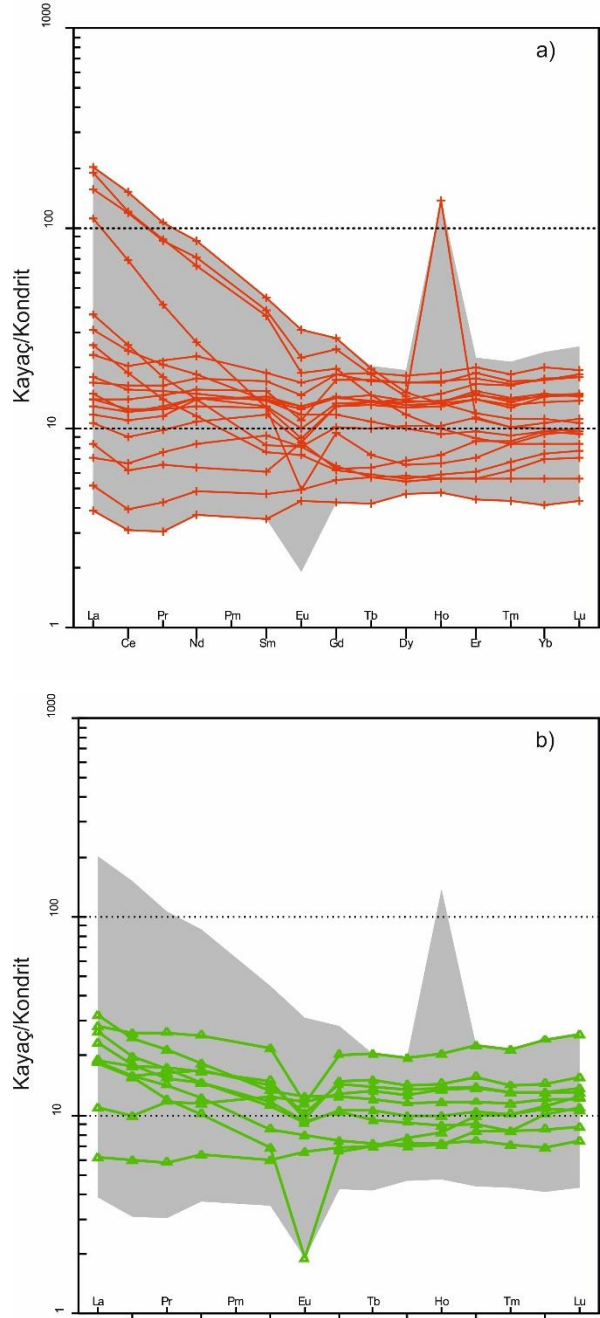 1000
a)
100
Kayaç/Kondrit
10
1
La Pr Pm Eu Tb Ho Tm Lu
Ce Nd Sm Gd Dy Er Yb
1000
b)
100
Kayaç/Kondrit
10
1
La Pr Pm Eu Tb Ho Tm Lu